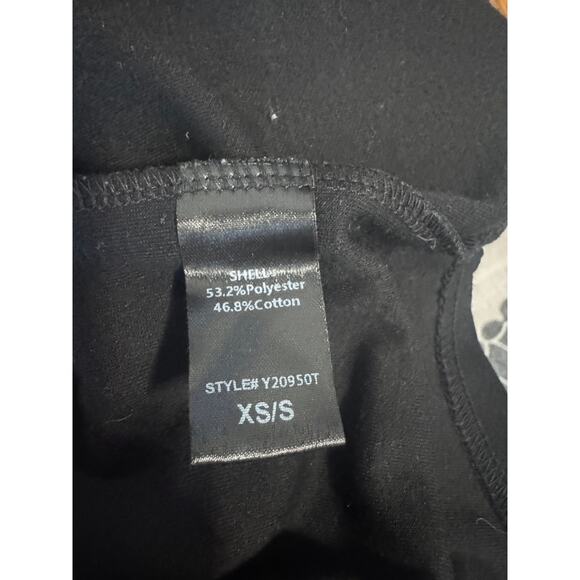 SHELL:
53.2%Polyester
46.8%Cotton
STYLE# Y20950T
XS/S